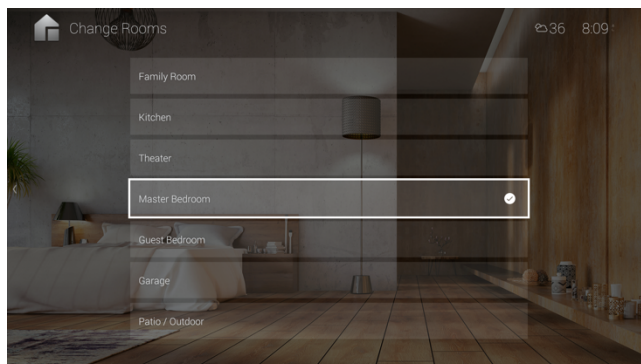 Change Rooms
36 8:09
Family Room
Kitchen
Theater
Master Bedroom
Guest Bedroom
Garage
Patio / Outdoor